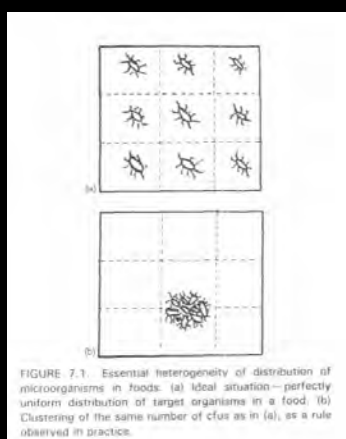 (a)
(b)
FIGURE 7.1. Essential heterogeneity of distribution of
microorganisms in foods. (a) Ideal situation — perfectly
uniform distribution of target organisms in a food. (b)
Clustering of the same number of cfus as in (a), as a rule
observed in practice.